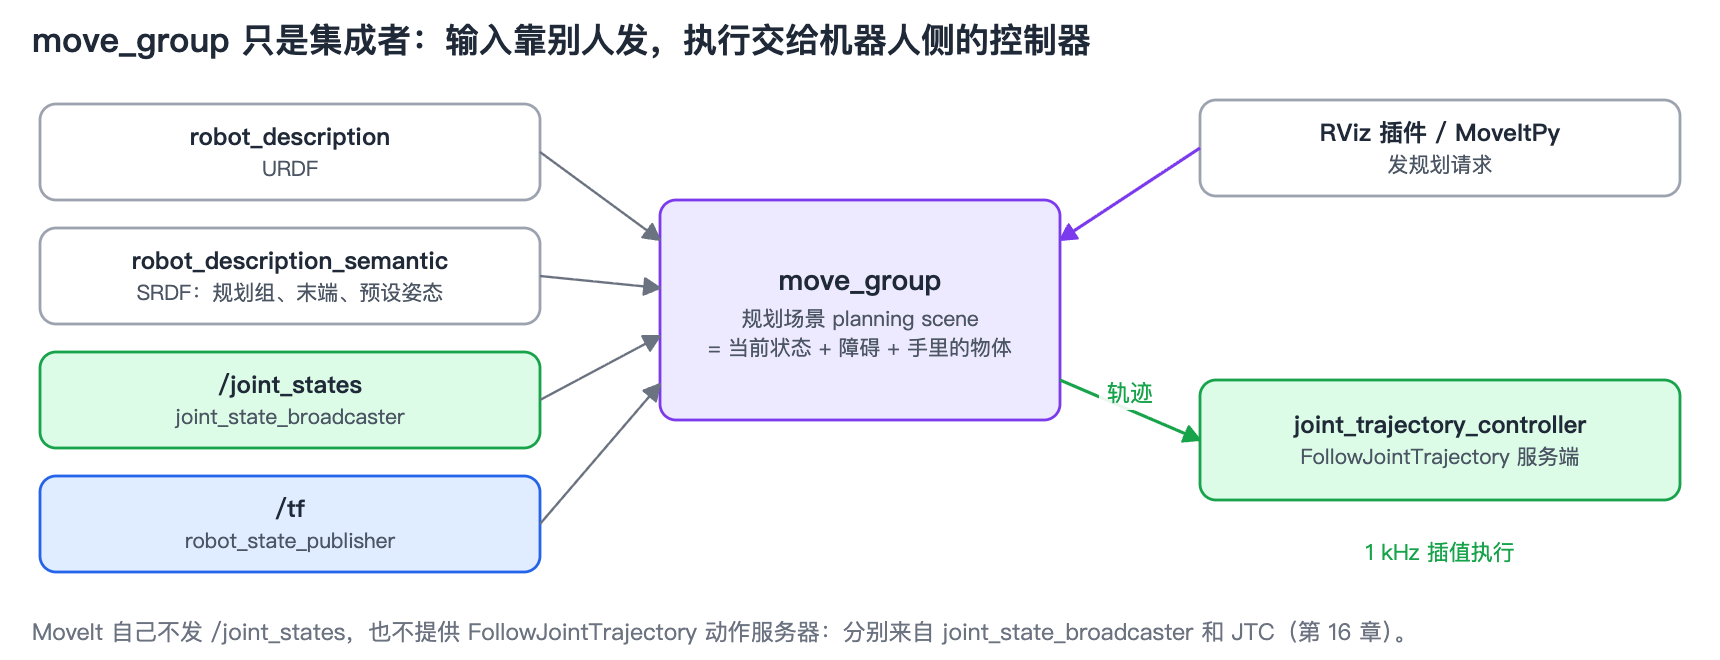 move_group 只是集成者：输入靠别人发，执行交给机器人侧的控制器
robot_description
URDF
robot_description_semantic
SRDF：规划组、末端、预设姿态
/joint_states
joint_state_broadcaster
/tf
robot_state_publisher
move_group
规划场景 planning scene
= 当前状态 + 障碍 + 手里的物体
RViz 插件 / MoveItPy
发规划请求
轨迹
joint_trajectory_controller
FollowJointTrajectory 服务端
1 kHz 插值执行
MoveIt 自己不发 /joint_states，也不提供 FollowJointTrajectory 动作服务器：分别来自 joint_state_broadcaster 和 JTC（第 16 章）。